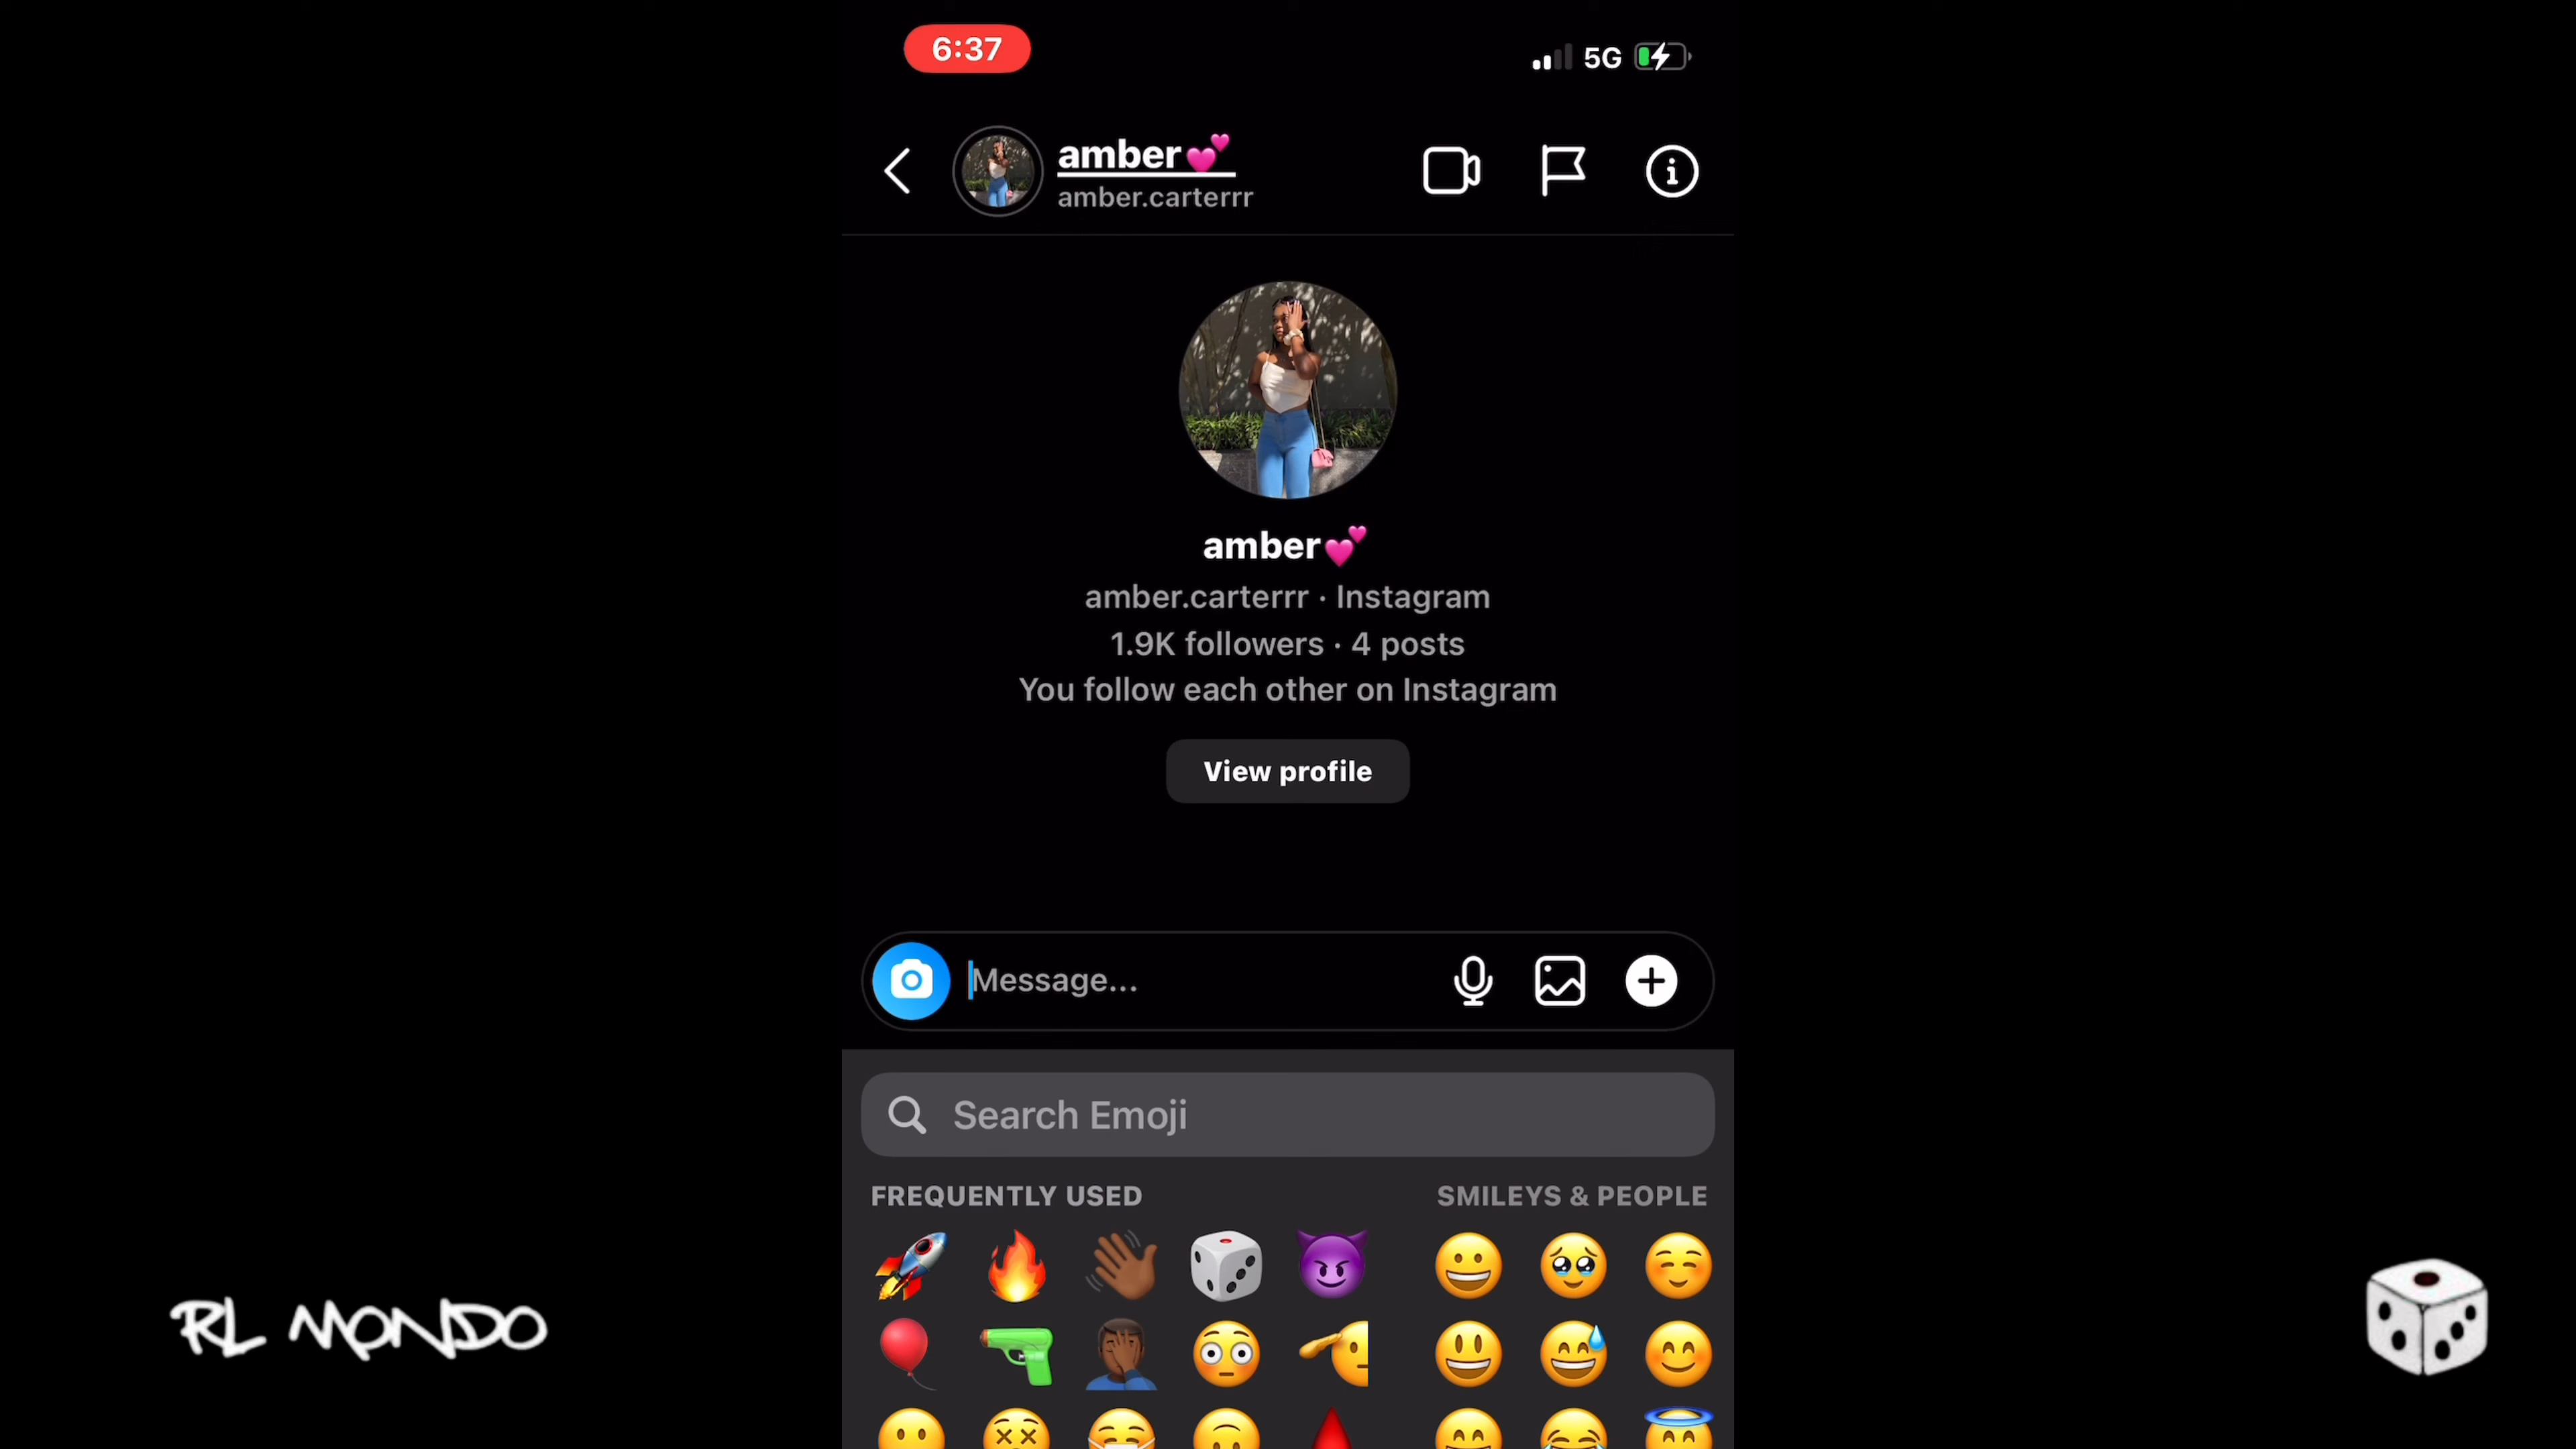 6:37
5G
amber💕
amber.carterrr
amber💕
amber.carterrr · Instagram
1.9K followers · 4 posts
You follow each other on Instagram
View profile
Message...
Search Emoji
FREQUENTLY USED
SMILEYS & PEOPLE
RL MONDO